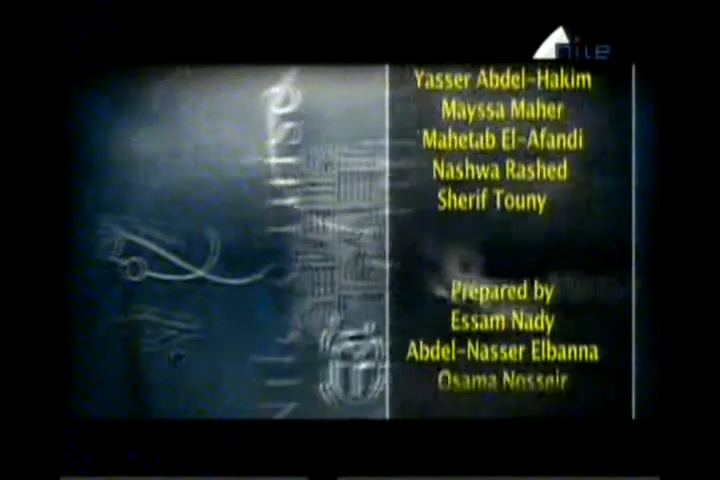 nile
Yasser Abdel-Hakim
Mayssa Maher
Mahetab El-Afandi
Nashwa Rashed
Sherif Touny
Prepared by
Essam Nady
Abdel-Nasser Elbanna
Osama Nosseir